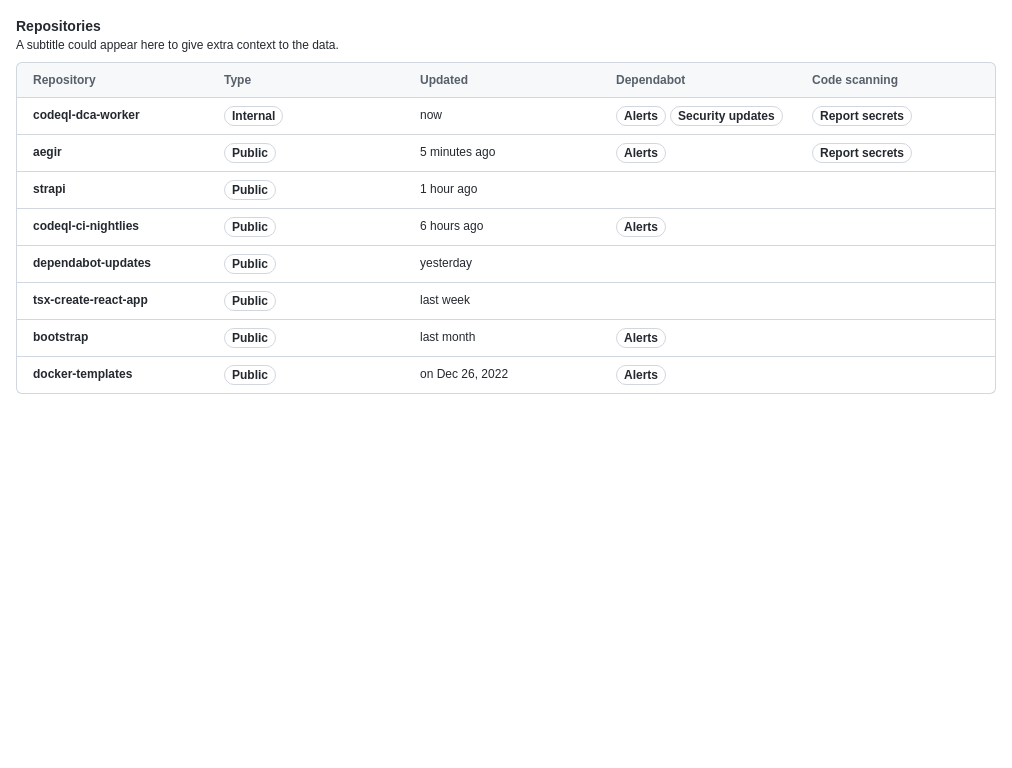 Repositories
A subtitle could appear here to give extra context to the data.
Repository Type Updated Dependabot Code scanning
codeql-dca-worker Internal now Alerts Security updates Report secrets
aegir Public 5 minutes ago Alerts Report secrets
strapi Public 1 hour ago
codeql-ci-nightlies Public 6 hours ago Alerts
dependabot-updates Public yesterday
tsx-create-react-app Public last week
bootstrap Public last month Alerts
docker-templates Public on Dec 26, 2022 Alerts